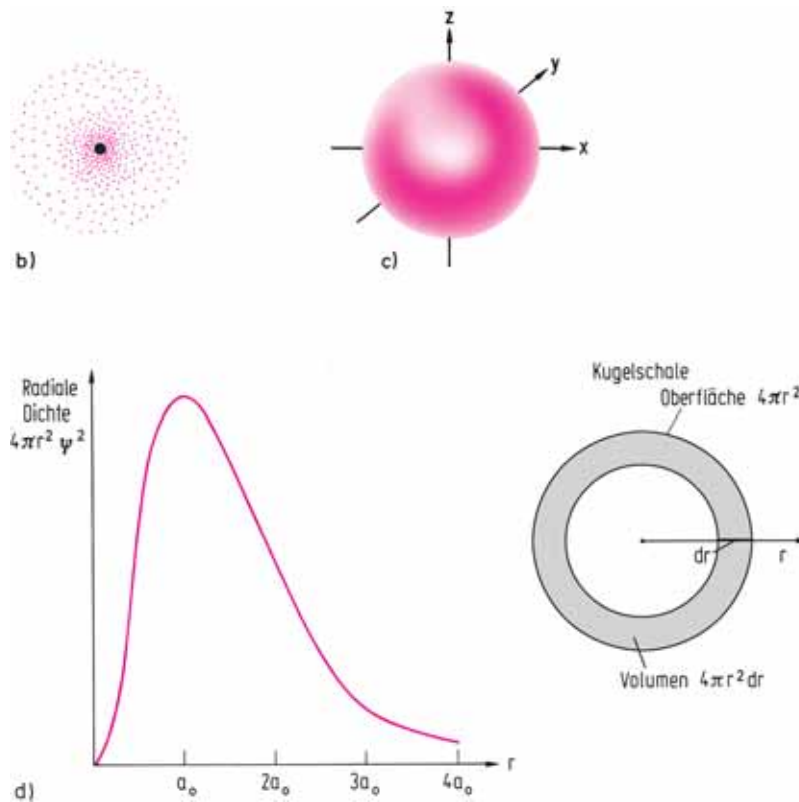 z
y
x
b)
c)
Radiale
Dichte
4πr² ψ²
Kugelschale
Oberfläche 4πr²
dr
r
Volumen 4πr²dr
a₀
2a₀
3a₀
4a₀
r
d)